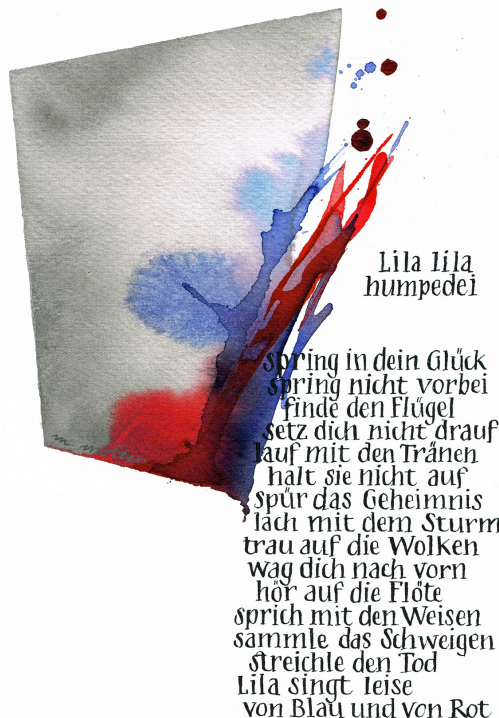 Lila lila
humpedei
spring in dein Glück
spring nicht vorbei
finde den Flügel
setz dich nicht drauf
lauf mit den Tränen
halt sie nicht auf
spür das Geheimnis
lach mit dem Sturm
trau auf die Wolken
wag dich nach vorn
hör auf die Flöte
sprich mit den Weisen
sammle das Schweigen
streichle den Tod
Lila singt leise
von Blau und von Rot